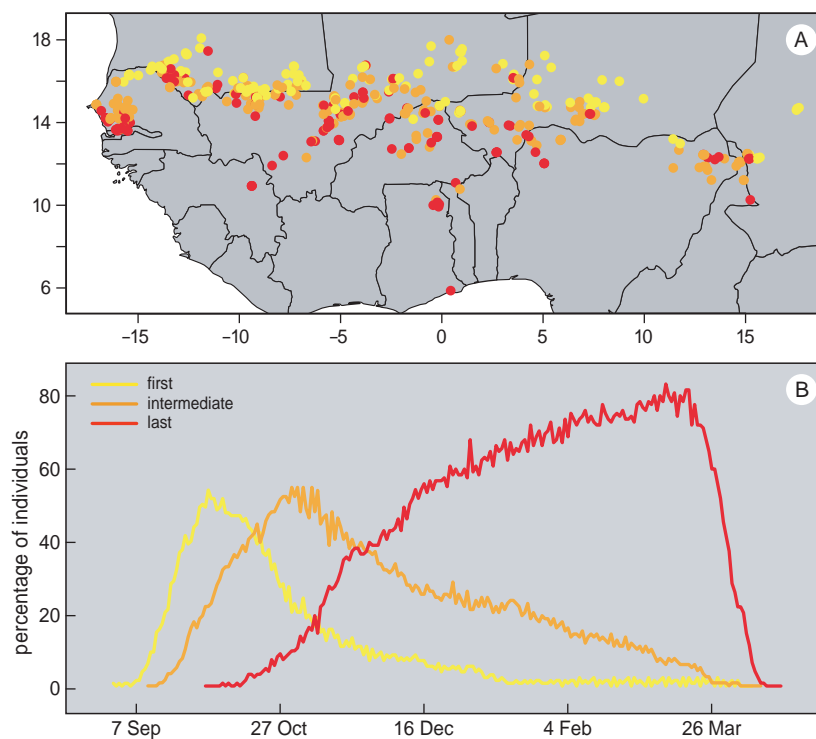 A
18
14
10
6
−15
−10
−5
0
5
10
15
B
first
intermediate
last
percentage of individuals
80
60
40
20
0
7 Sep
27 Oct
16 Dec
4 Feb
26 Mar